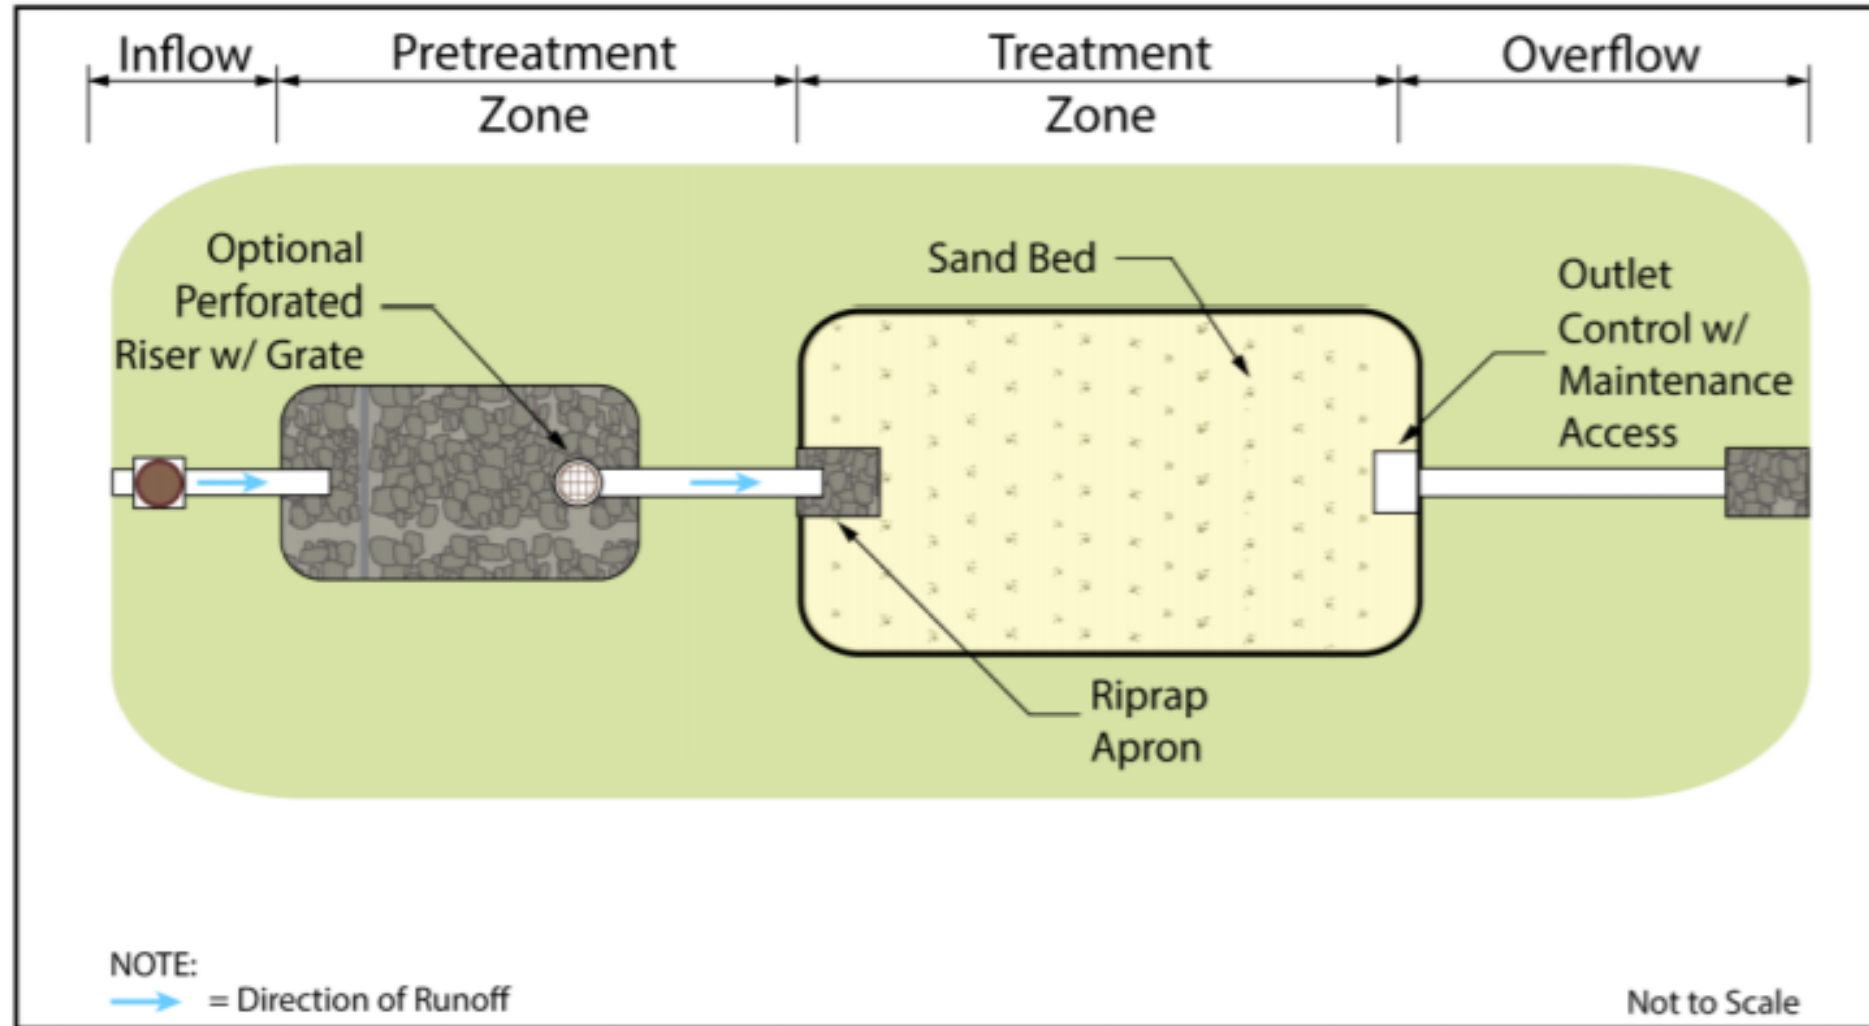 Inflow
Pretreatment
Zone
Treatment
Zone
Overflow
Optional
Perforated
Riser w/ Grate
Sand Bed
Outlet
Control w/
Maintenance
Access
Riprap
Apron
NOTE:
= Direction of Runoff
Not to Scale